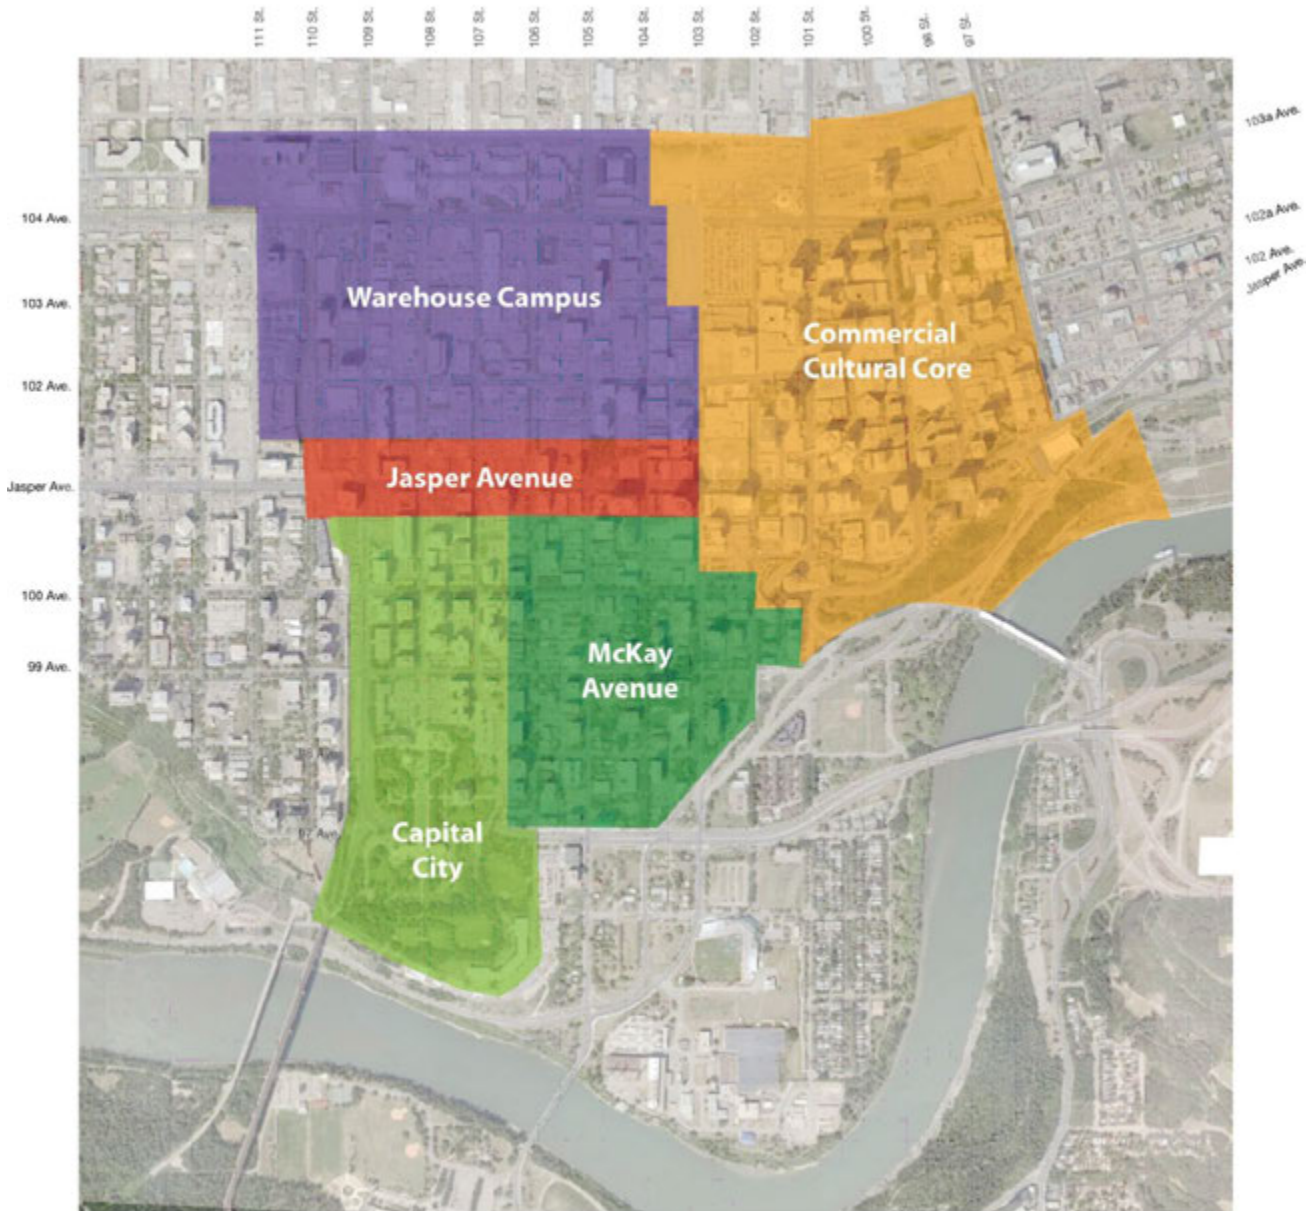 111 St.
110 St.
109 St.
108 St.
107 St.
106 St.
105 St.
104 St.
103 St.
102 St.
101 St.
100 St.
98 St.
97 St.
103a Ave.
104 Ave.
102a Ave.
102 Ave.
Jasper Ave.
103 Ave.
Warehouse Campus
Commercial
Cultural Core
102 Ave.
Jasper Avenue
Jasper Ave.
100 Ave.
99 Ave.
McKay
Avenue
97 Ave.
Capital
City